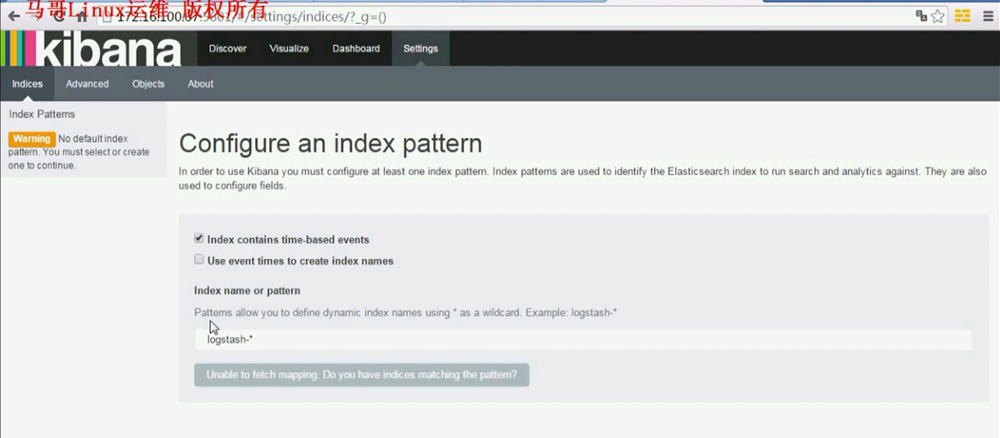 马哥Linux运维 版权所有
/settings/indices/?_g=()
kibana
Discover Visualize Dashboard Settings
Indices Advanced Objects About
Index Patterns
Warning No default index
pattern. You must select or create
one to continue.
Configure an index pattern
In order to use Kibana you must configure at least one index pattern. Index patterns are used to identify the Elasticsearch index to run search and analytics against. They are also
used to configure fields.
Index contains time-based events
Use event times to create index names
Index name or pattern
Patterns allow you to define dynamic index names using * as a wildcard. Example: logstash-*
logstash-*
Unable to fetch mapping. Do you have indices matching the pattern?